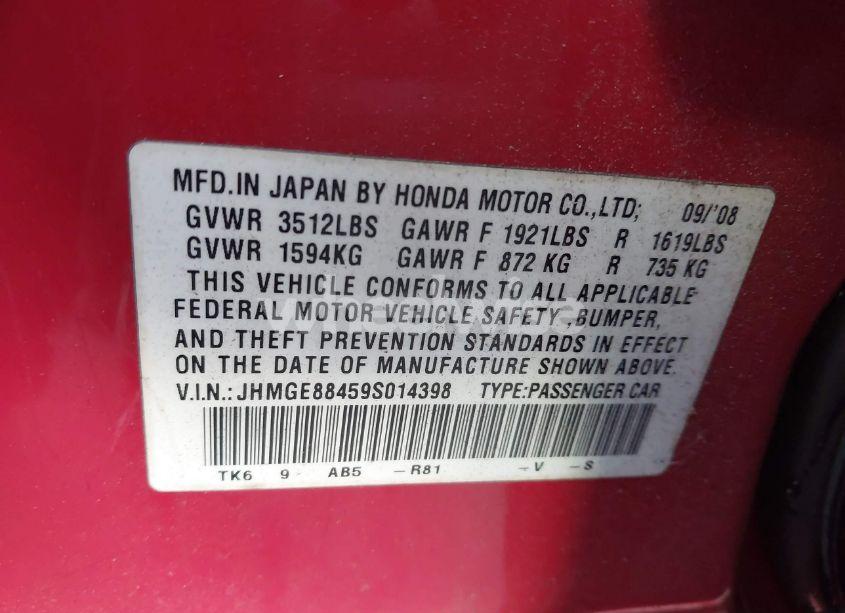 MFD.IN JAPAN BY HONDA MOTOR CO.,LTD; 09/'08
GVWR 3512LBS GAWR F 1921LBS R 1619LBS
GVWR 1594KG GAWR F 872 KG R 735 KG
THIS VEHICLE CONFORMS TO ALL APPLICABLE
FEDERAL MOTOR VEHICLE SAFETY ,BUMPER,
AND THEFT PREVENTION STANDARDS IN EFFECT
ON THE DATE OF MANUFACTURE SHOWN ABOVE.
V.I.N.: JHMGE88459S014398 TYPE:PASSENGER CAR
TK6 9 AB5 -R81 -V -S